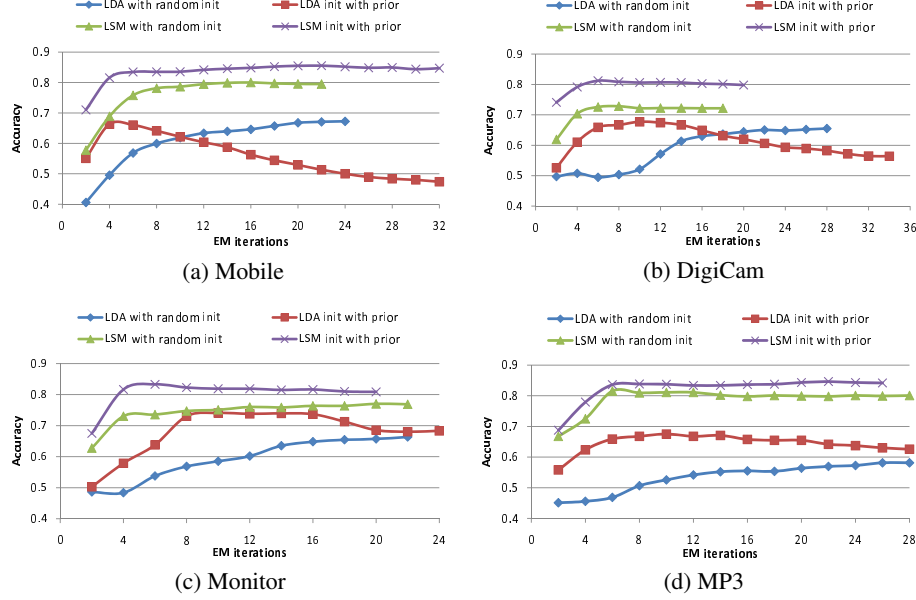 LDA with random init LDA init with prior
LSM with random init LSM init with prior
0.9
0.8
0.7
0.6
0.5
0.4
Accuracy
0 4 8 12 16 20 24 28 32
EM iterations
(a) Mobile
LDA with random init LDA init with prior
LSM with random init LSM init with prior
0.9
0.8
0.7
0.6
0.5
0.4
Accuracy
0 4 8 12 16 20 24 28 32 36
EM iterations
(b) DigiCam
LDA with random init LDA init with prior
LSM with random init LSM init with prior
0.9
0.8
0.7
0.6
0.5
0.4
Accuracy
0 4 8 12 16 20 24
EM iterations
(c) Monitor
LDA with random init LDA init with prior
LSM with random init LSM init with prior
0.9
0.8
0.7
0.6
0.5
0.4
Accuracy
0 4 8 12 16 20 24 28
EM iterations
(d) MP3